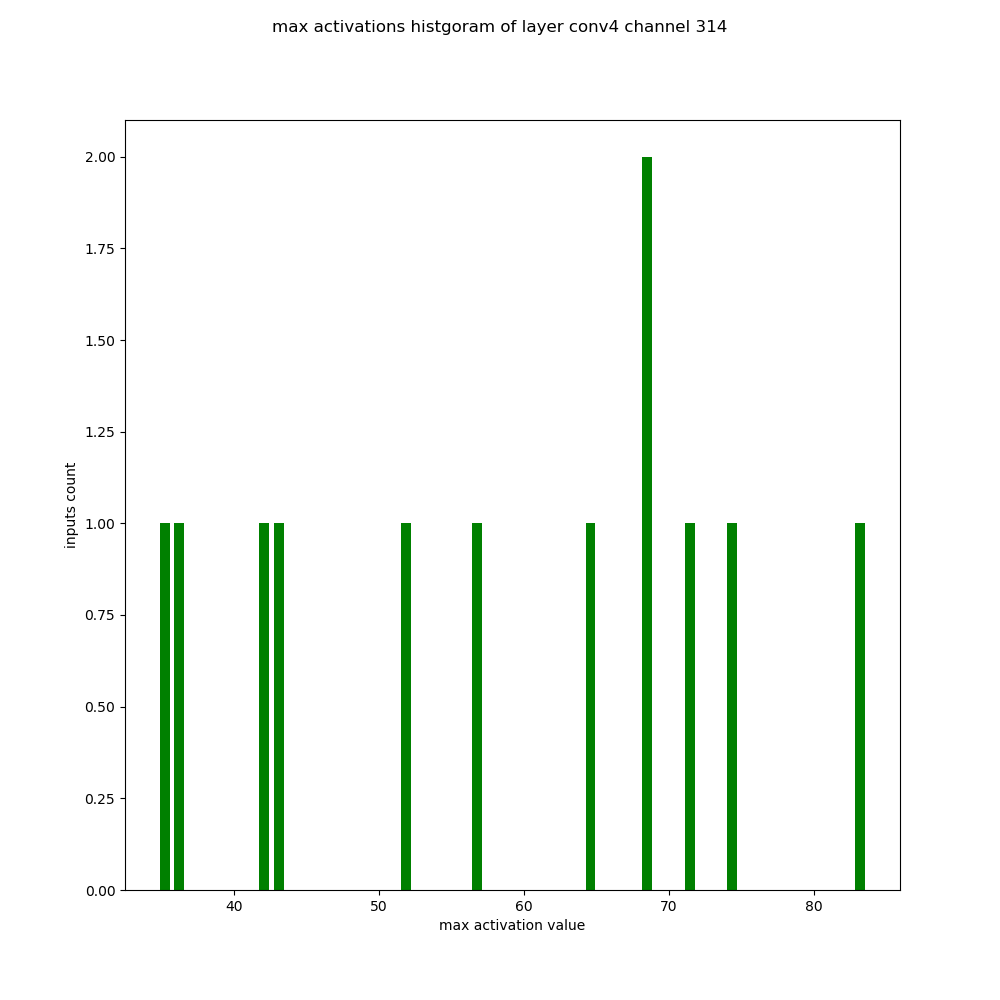 max activations histgoram of layer conv4 channel 314
2.00
1.75
1.50
1.25
1.00
0.75
0.50
0.25
0.00
inputs count
40 50 60 70 80
max activation value